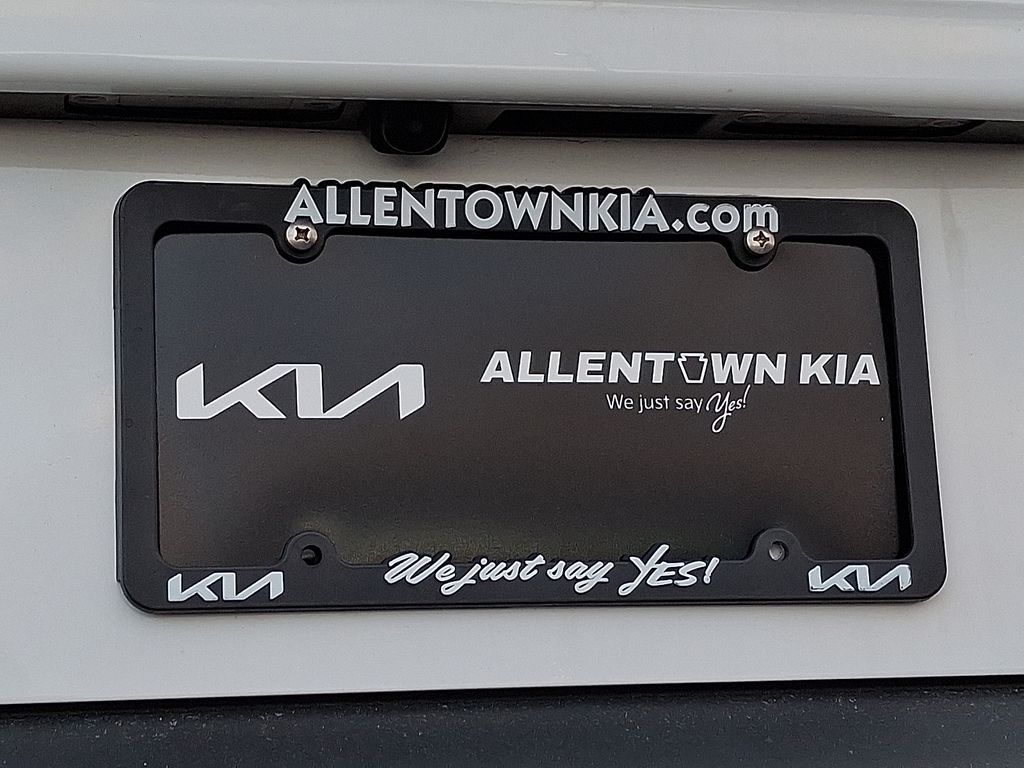 ALLENTOWNKIA.com
KIA
ALLENTOWN KIA
We just say Yes!
KIA
We just say YES!
KIA